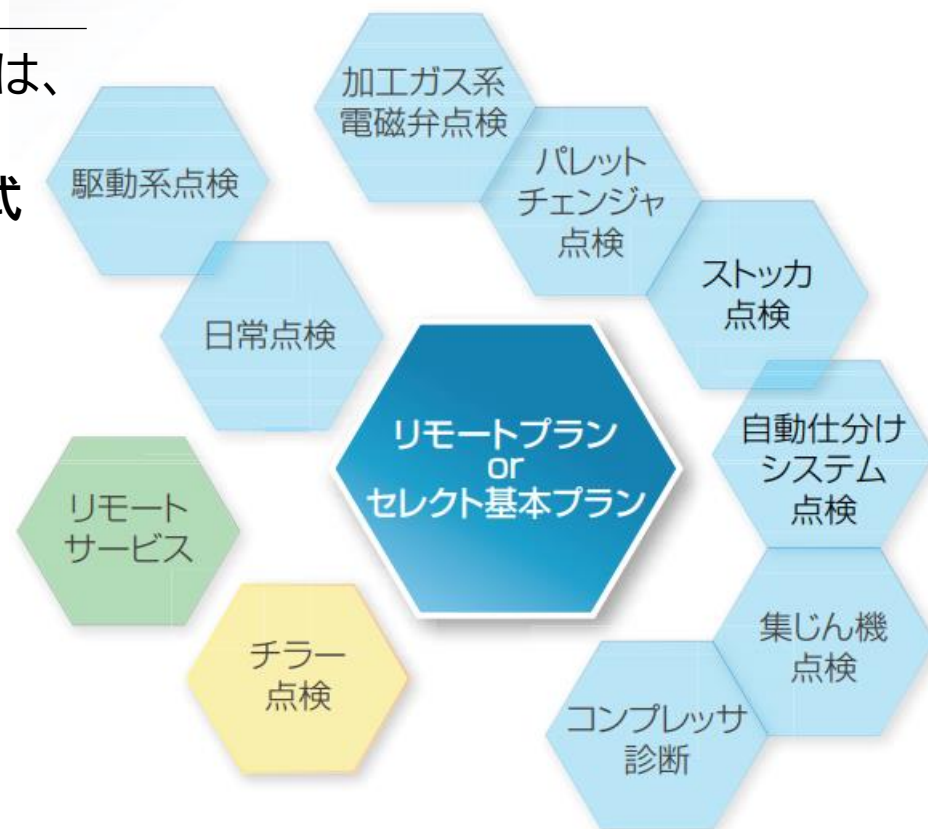 は、
式
加工ガス系
電磁弁点検
駆動系点検
パレット
チェンジャ
点検
ストッカ
点検
日常点検
リモートプラン
or
セレクト基本プラン
自動仕分け
システム
点検
リモート
サービス
集じん機
点検
チラー
点検
コンプレッサ
診断